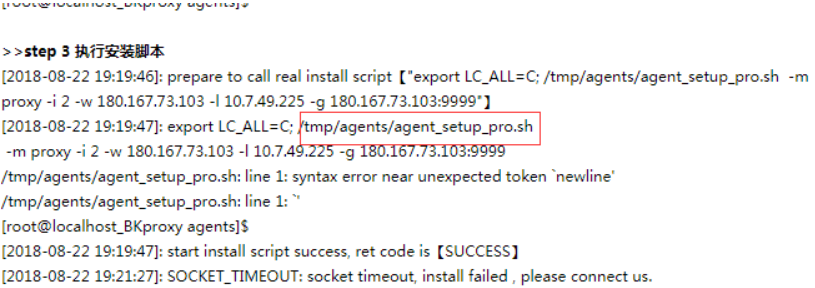 [root@localhost_BKproxy agents]$
>>step 3 执行安装脚本
[2018-08-22 19:19:46]: prepare to call real install script【"export LC_ALL=C; /tmp/agents/agent_setup_pro.sh  -m
proxy -i 2 -w 180.167.73.103 -l 10.7.49.225 -g 180.167.73.103:9999"】
[2018-08-22 19:19:47]: export LC_ALL=C; /tmp/agents/agent_setup_pro.sh
-m proxy -i 2 -w 180.167.73.103 -l 10.7.49.225 -g 180.167.73.103:9999
/tmp/agents/agent_setup_pro.sh: line 1: syntax error near unexpected token `newline'
/tmp/agents/agent_setup_pro.sh: line 1: `'
[root@localhost_BKproxy agents]$
[2018-08-22 19:19:47]: start install script success, ret code is【SUCCESS】
[2018-08-22 19:21:27]: SOCKET_TIMEOUT: socket timeout, install failed , please connect us.